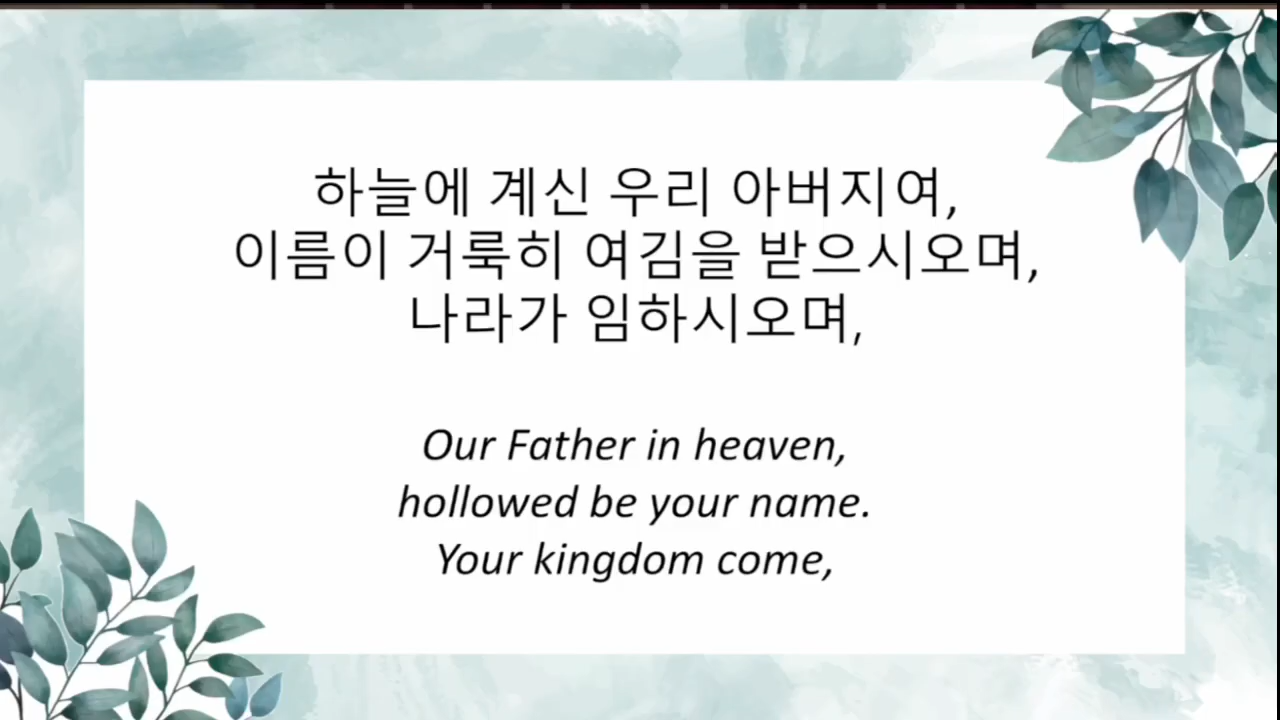 하늘에 계신 우리 아버지여,
이름이 거룩히 여김을 받으시오며,
나라가 임하시오며,
Our Father in heaven,
hollowed be your name.
Your kingdom come,